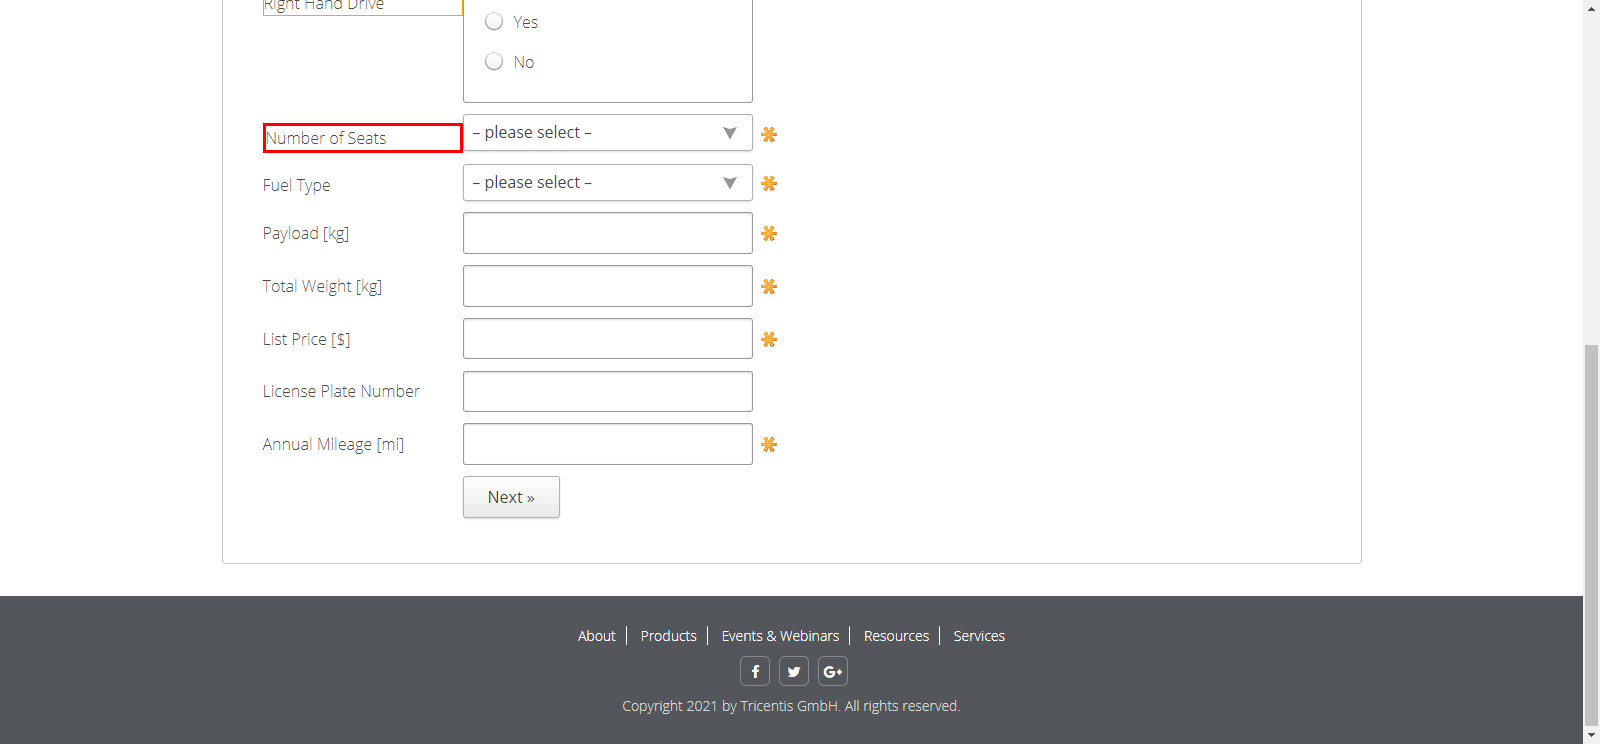 Right Hand Drive
Yes
No
Number of Seats
– please select –
Fuel Type
– please select –
Payload [kg]
Total Weight [kg]
List Price [$]
License Plate Number
Annual Mileage [mi]
Next »
About
Products
Events & Webinars
Resources
Services
Copyright 2021 by Tricentis GmbH. All rights reserved.